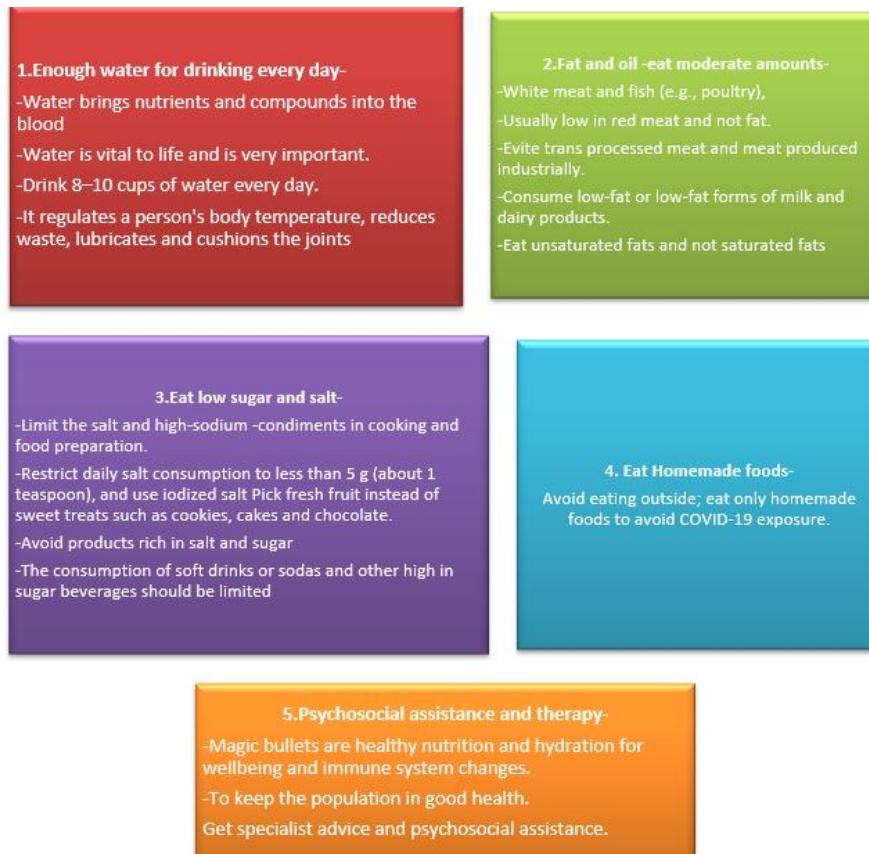 1.Enough water for drinking every day-
-Water brings nutrients and compounds into the
blood
-Water is vital to life and is very important.
-Drink 8–10 cups of water every day.
-It regulates a person's body temperature, reduces
waste, lubricates and cushions the joints
2.Fat and oil -eat moderate amounts-
-White meat and fish (e.g., poultry),
-Usually low in red meat and not fat.
-Evite trans processed meat and meat produced
industrially.
-Consume low-fat or low-fat forms of milk and
dairy products.
-Eat unsaturated fats and not saturated fats
3.Eat low sugar and salt-
-Limit the salt and high-sodium -condiments in cooking and
food preparation.
-Restrict daily salt consumption to less than 5 g (about 1
teaspoon), and use iodized salt Pick fresh fruit instead of
sweet treats such as cookies, cakes and chocolate.
-Avoid products rich in salt and sugar
-The consumption of soft drinks or sodas and other high in
sugar beverages should be limited
4. Eat Homemade foods-
Avoid eating outside; eat only homemade
foods to avoid COVID-19 exposure.
5.Psychosocial assistance and therapy-
-Magic bullets are healthy nutrition and hydration for
wellbeing and immune system changes.
-To keep the population in good health.
Get specialist advice and psychosocial assistance.